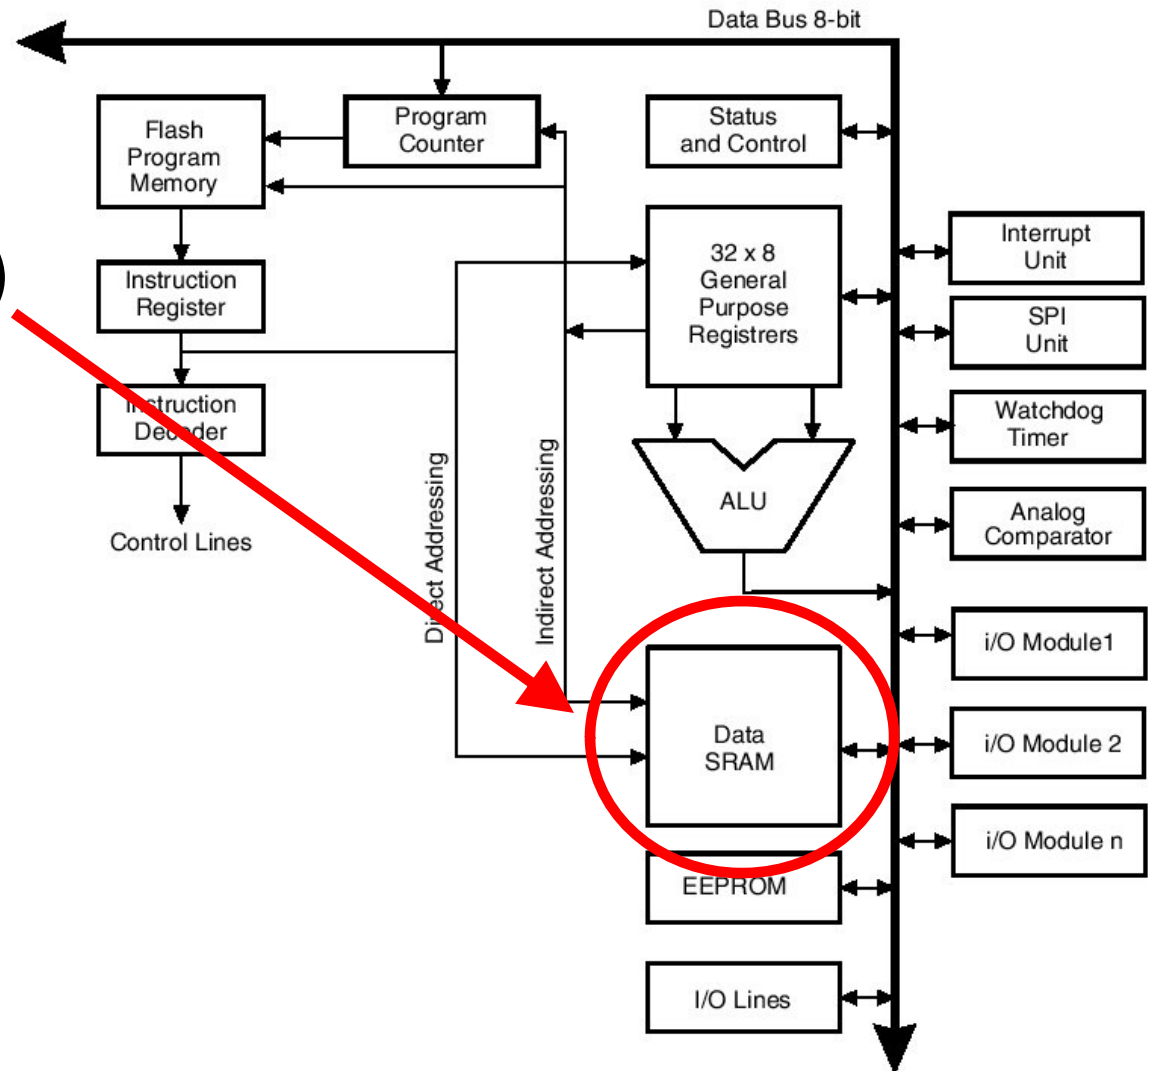 Data Bus 8-bit
Flash
Program
Memory
Program
Counter
Status
and Control
Instruction
Register
32 x 8
General
Purpose
Registrers
Interrupt
Unit
SPI
Unit
Instruction
Decoder
Watchdog
Timer
Control Lines
Direct Addressing
Indirect Addressing
ALU
Analog
Comparator
i/O Module1
Data
SRAM
i/O Module 2
i/O Module n
EEPROM
I/O Lines